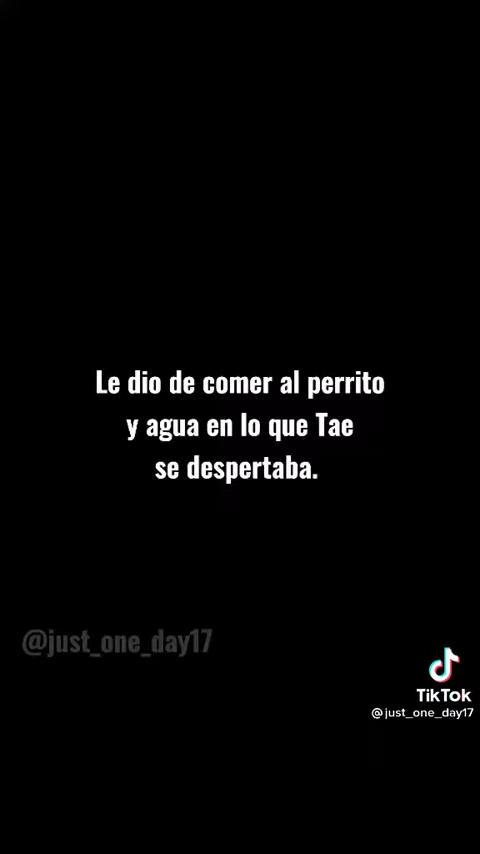 Le dio de comer al perrito
y agua en lo que Tae
se despertaba.
@just_one_day17
TikTok
@just_one_day17